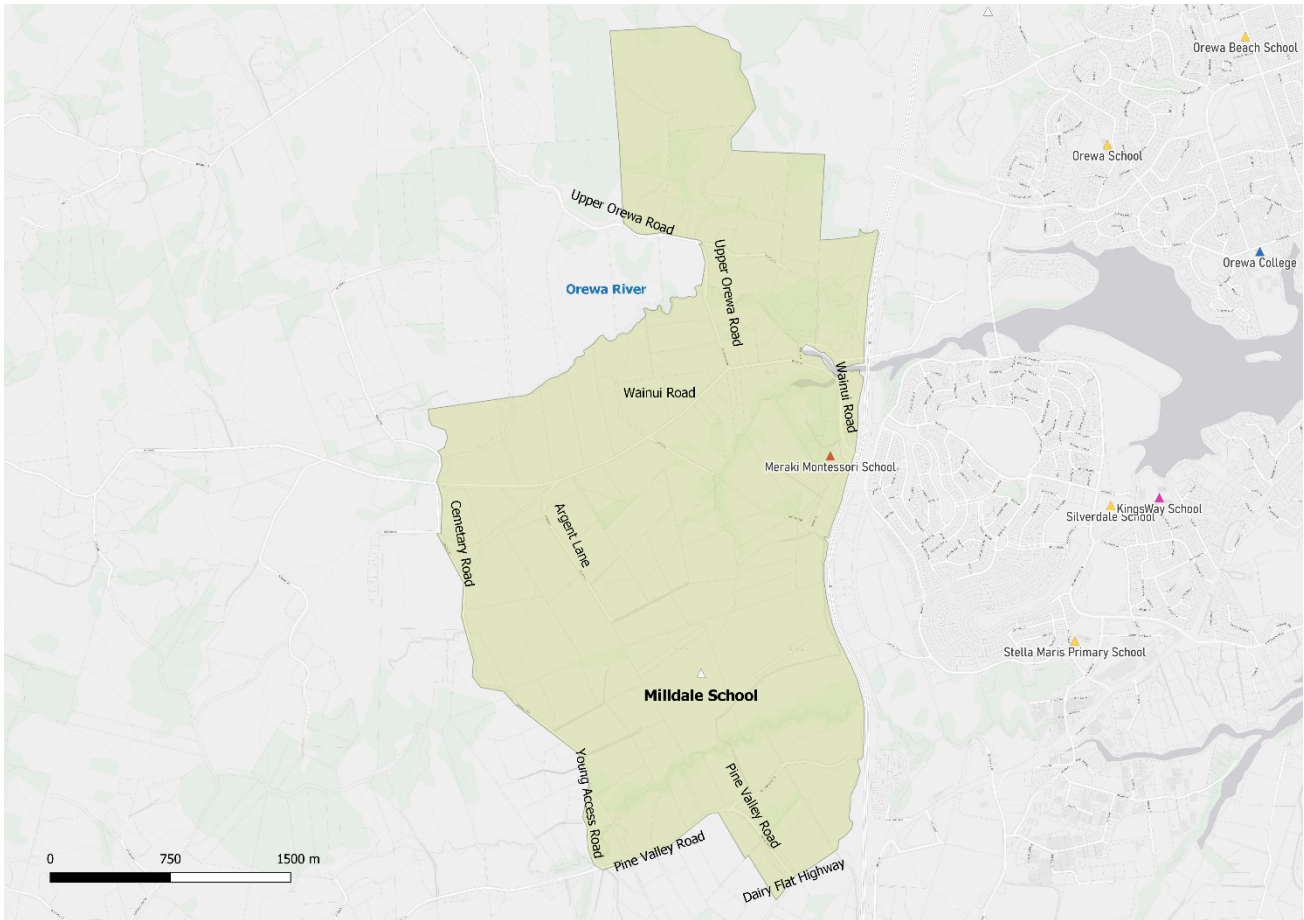 Orewa Beach School
Orewa School
Upper Orewa Road
Orewa College
Upper Orewa Road
Orewa River
Wainui Road
Wainui Road
Meraki Montessori School
KingsWay School
Silverdale School
Cemetary Road
Argent Lane
Stella Maris Primary School
Milldale School
Young Access Road
Pine Valley Road
Pine Valley Road
Dairy Flat Highway
0 750 1500 m